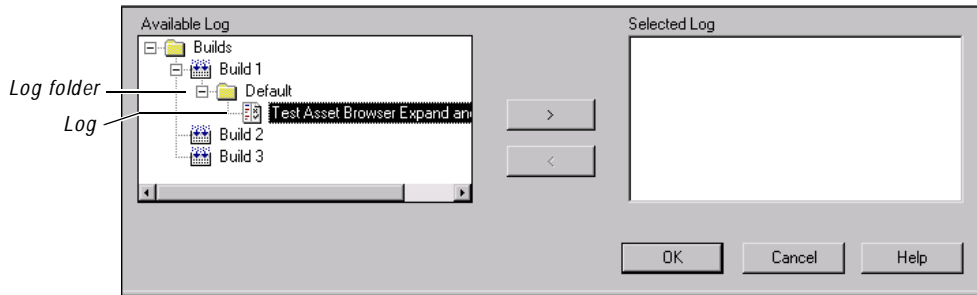 Available Log
Selected Log
Builds
Build 1
Log folder
Default
Log
Test Asset Browser Expand an
>
Build 2
Build 3
<
OK
Cancel
Help